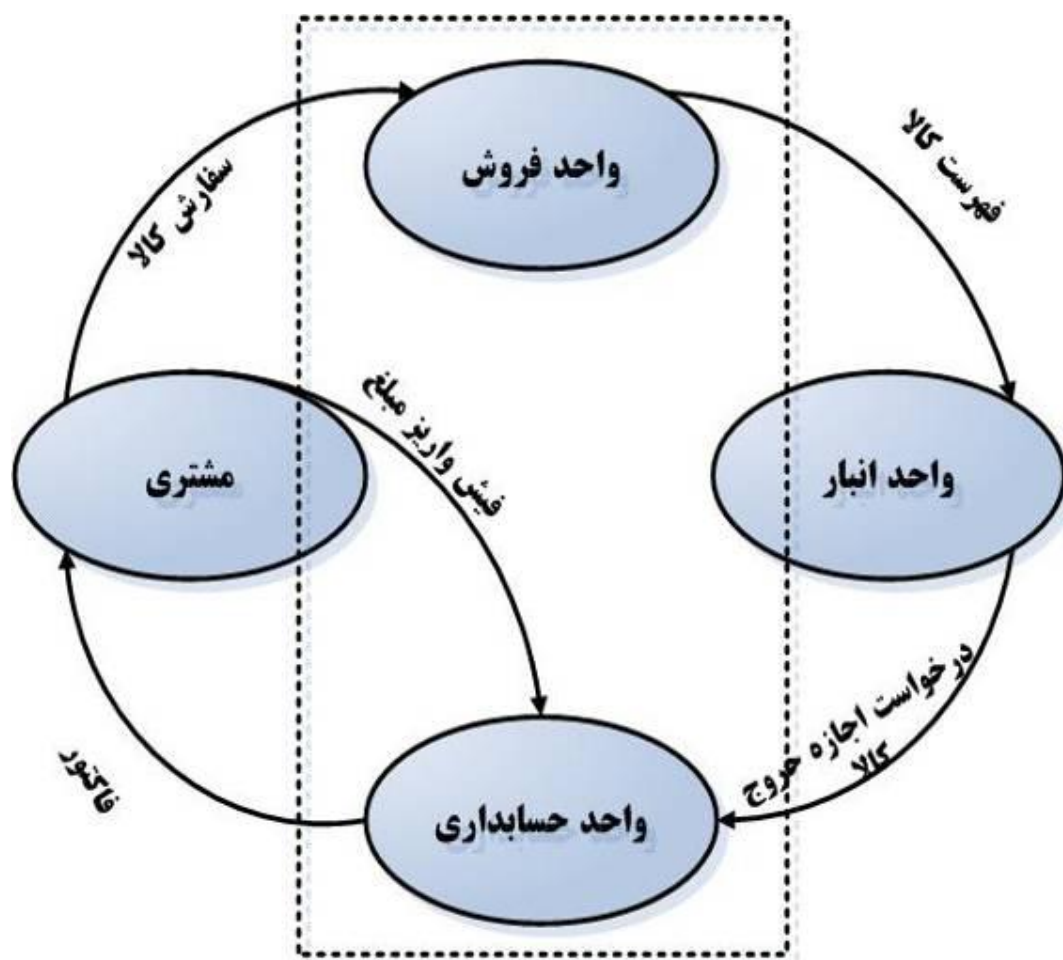 واحد فروش
سفارش کالا
فهرست کالا
فیش واریز مبلغ
مشتری
واحد انبار
درخواست اجازه خروج
کالا
فاکتور
واحد حسابداری